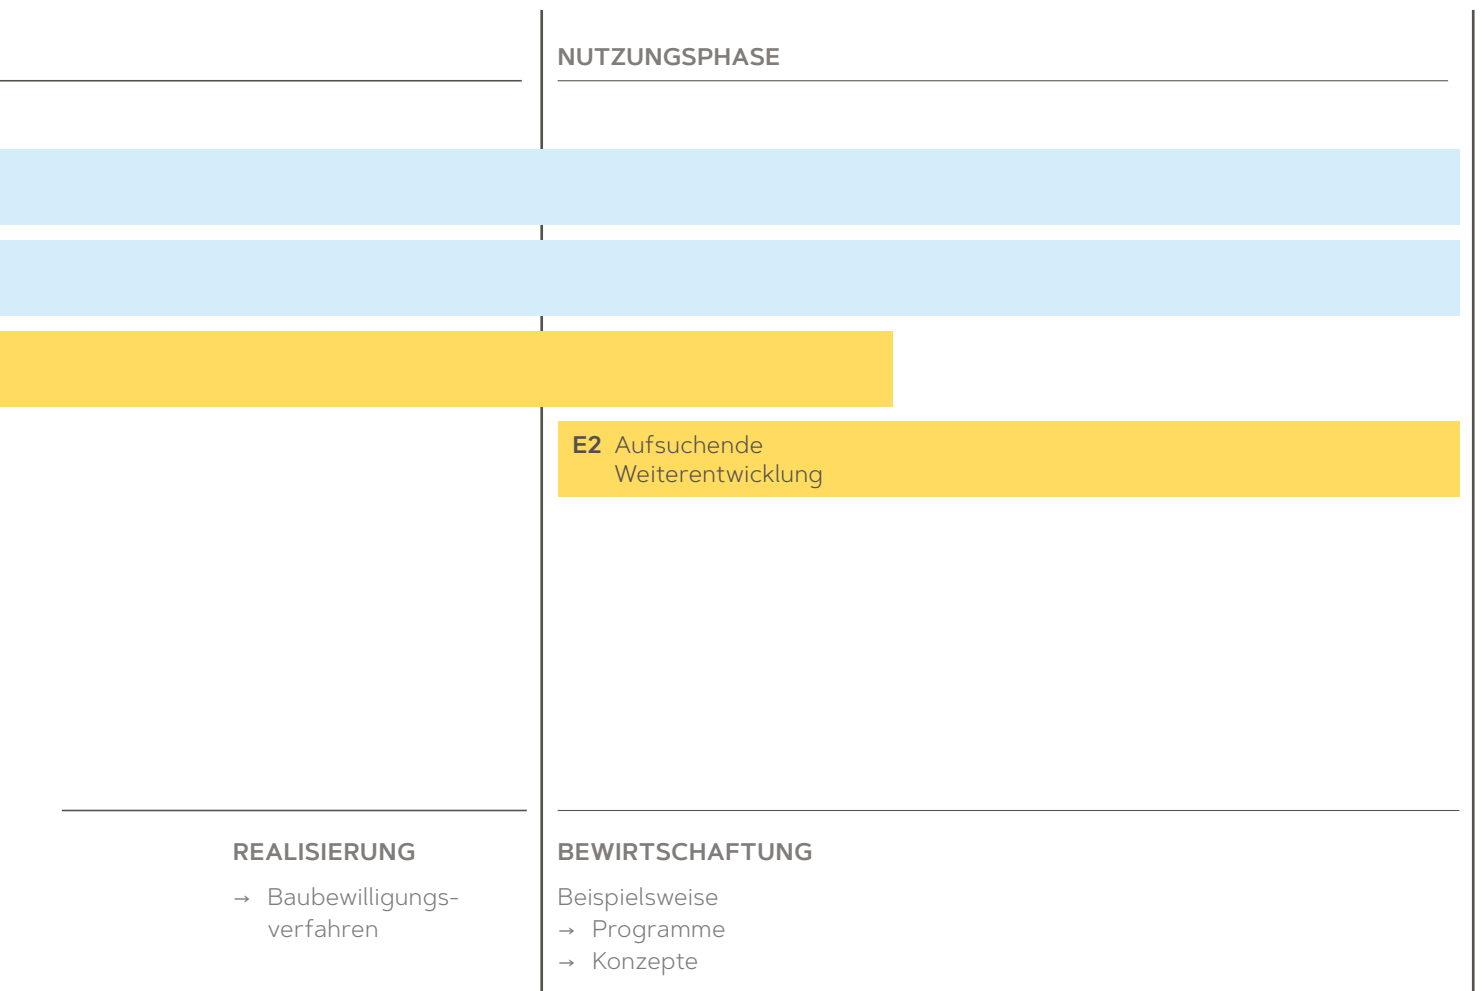 NUTZUNGSPHASE
E2 Aufsuchende
Weiterentwicklung
REALISIERUNG
→ Baubewilligungs-
verfahren
BEWIRTSCHAFTUNG
Beispielsweise
→ Programme
→ Konzepte